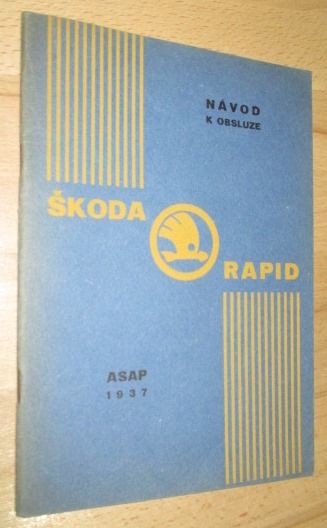 NÁVOD
K OBSLUZE
ŠKODA
RAPID
ASAP
1937